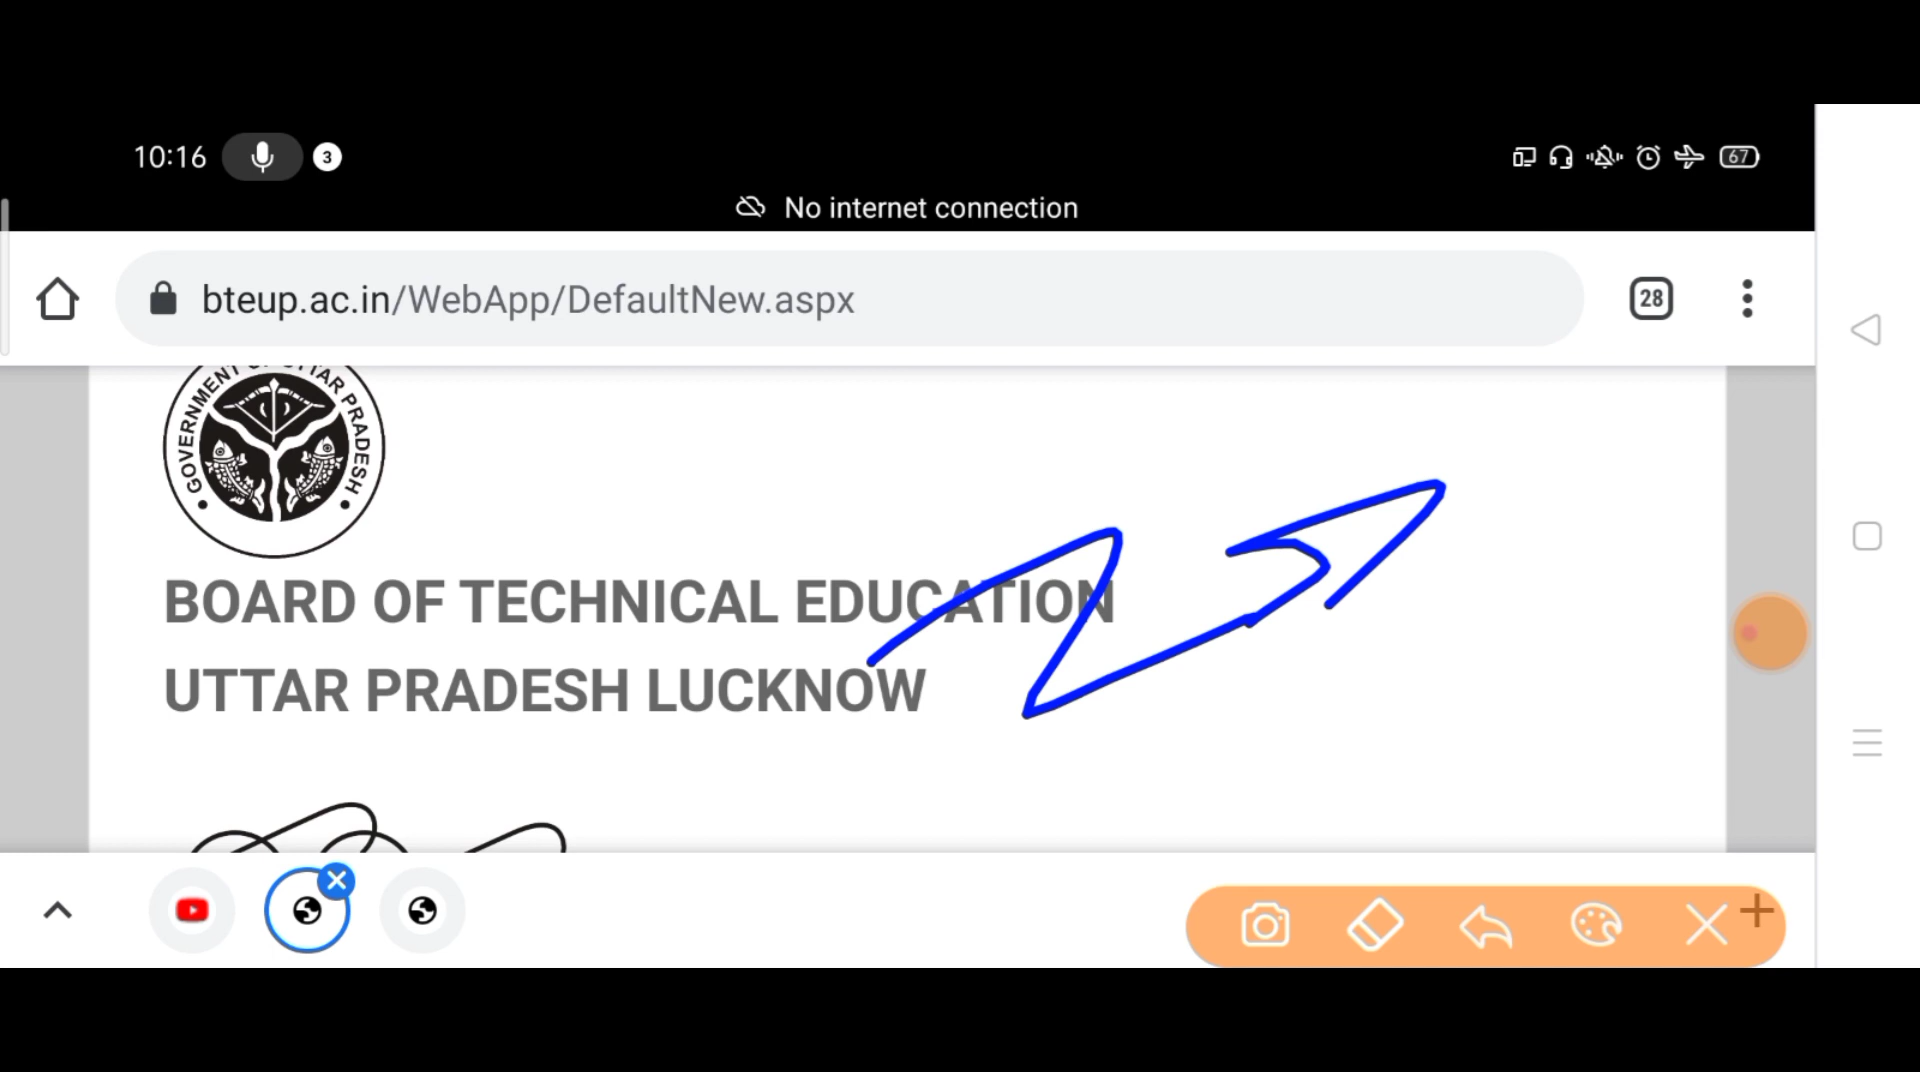 10:16 3 67
No internet connection
bteup.ac.in/WebApp/DefaultNew.aspx 28
GOVERNMENT OF UTTAR PRADESH
BOARD OF TECHNICAL EDUCATION
UTTAR PRADESH LUCKNOW